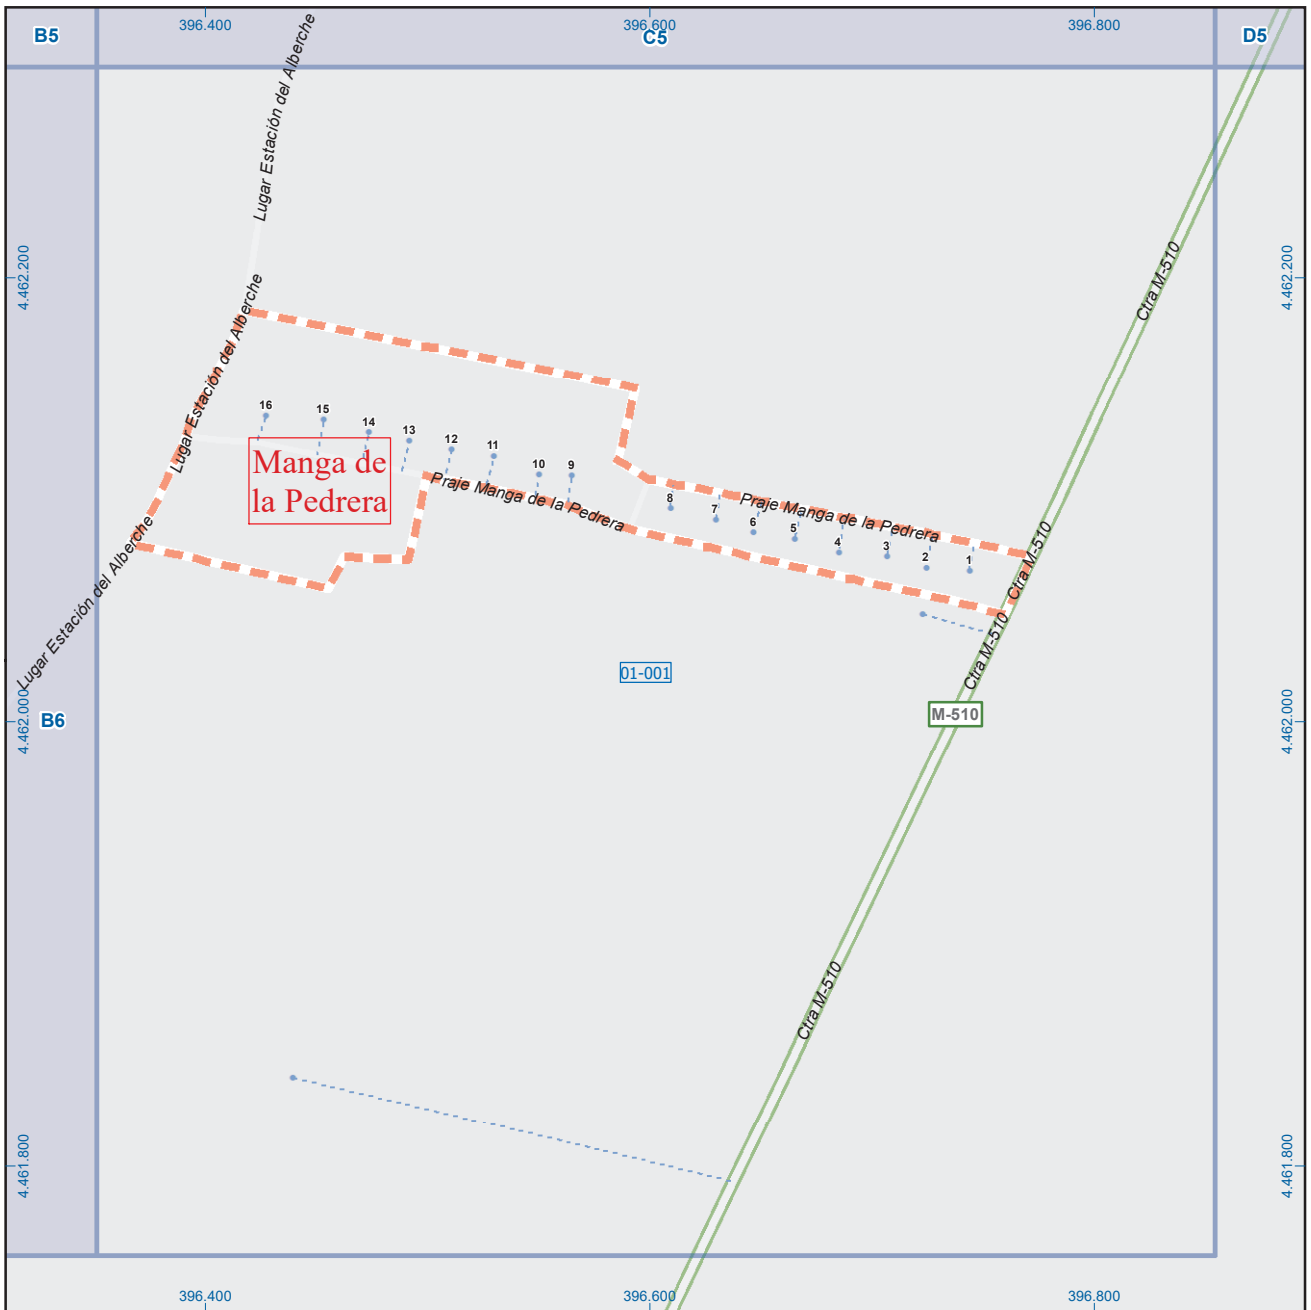 396.400
396.600
396.800
B5
C5
D5
Lugar Estación del Alberche
4.462.200
4.462.200
Ctra M-510
Lugar Estación del Alberche
16
15
14
13
12
11
10
9
Manga de
la Pedrera
Praje Manga de la Pedrera
8
7
6
5
4
3
2
1
Praje Manga de la Pedrera
Ctra M-510
Lugar Estación del Alberche
Ctra M-510
01-001
4.462.000
B6
M-510
4.462.000
Ctra M-510
4.461.800
4.461.800
396.400
396.600
396.800